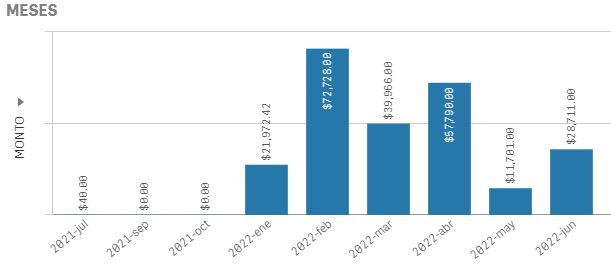 MESES
MONTO
$40.00
$0.00
$0.00
$21,972.42
$72,728.00
$39,966.00
$57,790.00
$11,701.00
$28,711.00
2021-jul
2021-sep
2021-oct
2022-ene
2022-feb
2022-mar
2022-abr
2022-may
2022-jun